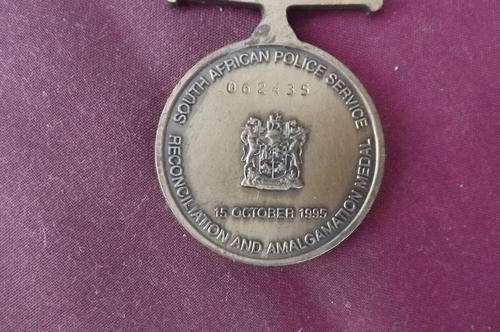 SOUTH AFRICAN POLICE SERVICE
062435
15 OCTOBER 1995
RECONCILIATION AND AMALGAMATION MEDAL